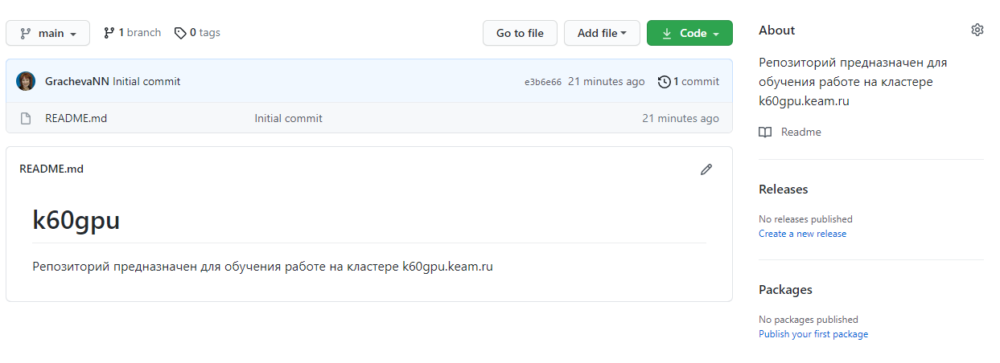 main 1 branch 0 tags Go to file Add file Code
GrachevaNN Initial commit e3b6e66 21 minutes ago 1 commit
README.md Initial commit 21 minutes ago
README.md
k60gpu
Репозиторий предназначен для обучения работе на кластере k60gpu.keam.ru
About
Репозиторий предназначен для
обучения работе на кластере
k60gpu.keam.ru
Readme
Releases
No releases published
Create a new release
Packages
No packages published
Publish your first package